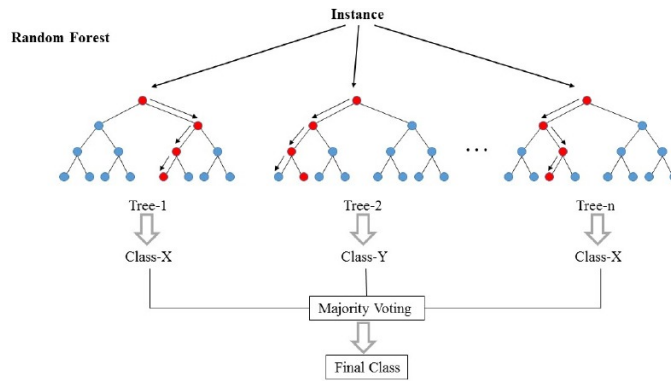 Instance
Random Forest
...
Tree-1
Tree-2
Tree-n
Class-X
Class-Y
Class-X
Majority Voting
Final Class